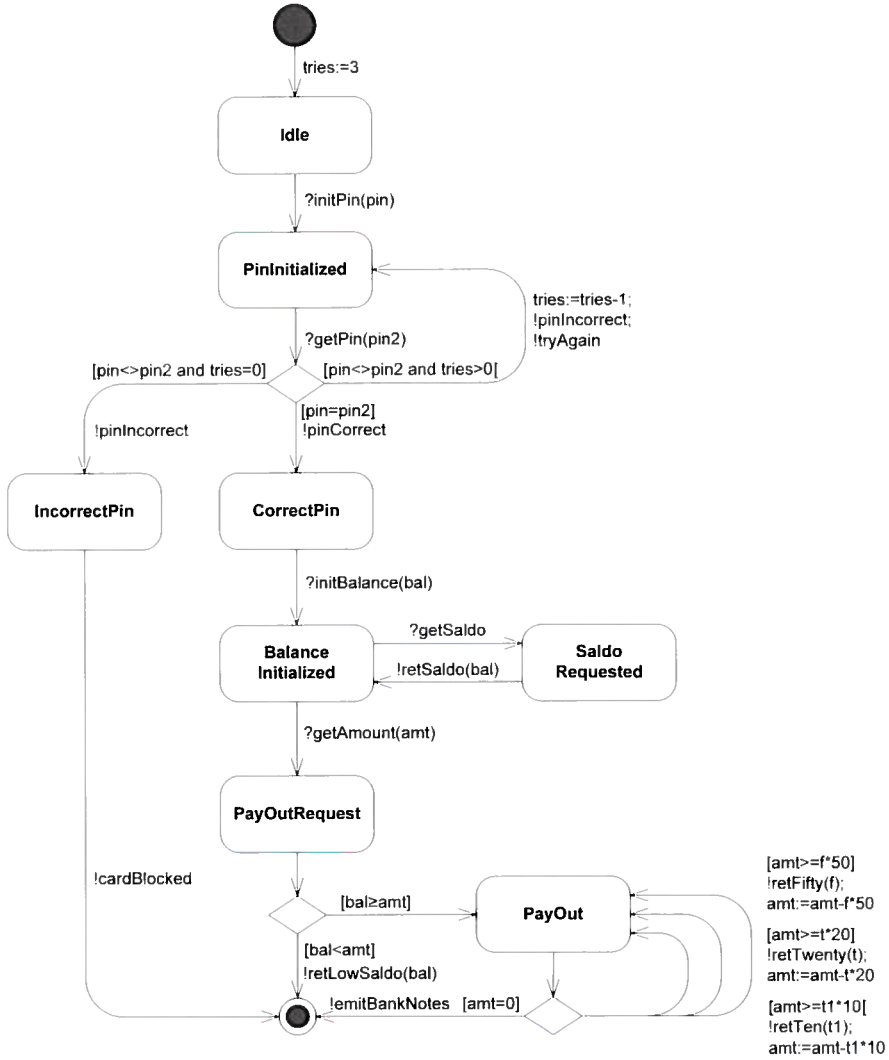 tries:=3
Idle
?initPin(pin)
PinInitialized
tries:=tries-1;
!pinIncorrect;
!tryAgain
?getPin(pin2)
[pin<>pin2 and tries=0]
[pin<>pin2 and tries>0[
[pin=pin2]
!pinCorrect
!pinIncorrect
IncorrectPin
CorrectPin
?initBalance(bal)
Balance
Initialized
?getSaldo
!retSaldo(bal)
Saldo
Requested
?getAmount(amt)
PayOutRequest
!cardBlocked
[bal≥amt]
PayOut
[bal<amt]
!retLowSaldo(bal)
!emitBankNotes
[amt=0]
[amt>=f*50]
!retFifty(f);
amt:=amt-f*50
[amt>=t*20]
!retTwenty(t);
amt:=amt-t*20
[amt>=t1*10[
!retTen(t1);
amt:=amt-t1*10